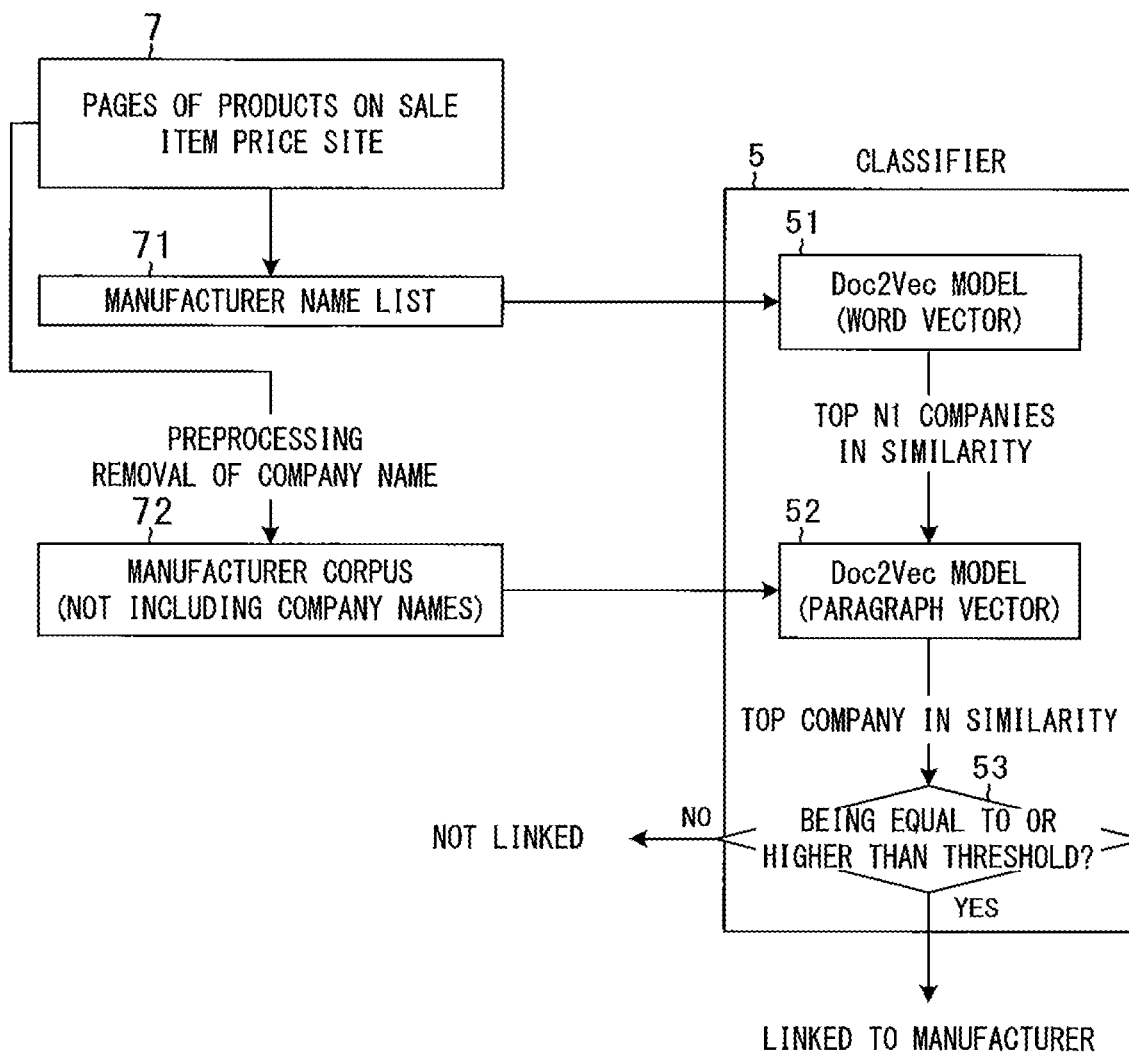 7
PAGES OF PRODUCTS ON SALE
ITEM PRICE SITE
5
CLASSIFIER
71
MANUFACTURER NAME LIST
51
Doc2Vec MODEL
(WORD VECTOR)
TOP N1 COMPANIES
IN SIMILARITY
PREPROCESSING
REMOVAL OF COMPANY NAME
72
MANUFACTURER CORPUS
(NOT INCLUDING COMPANY NAMES)
52
Doc2Vec MODEL
(PARAGRAPH VECTOR)
TOP COMPANY IN SIMILARITY
53
BEING EQUAL TO OR
HIGHER THAN THRESHOLD?
NO
NOT LINKED
YES
LINKED TO MANUFACTURER